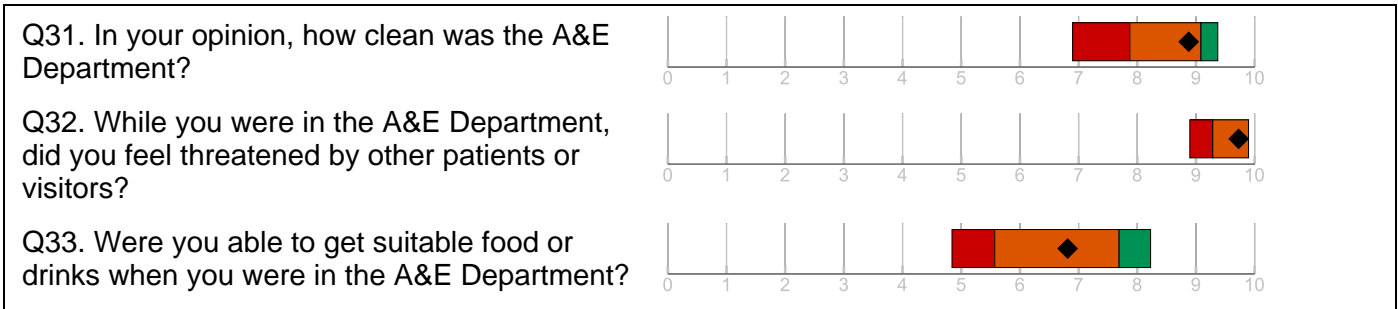 Q31. In your opinion, how clean was the A&E
Department?
0 1 2 3 4 5 6 7 8 9 10
Q32. While you were in the A&E Department,
did you feel threatened by other patients or
visitors?
0 1 2 3 4 5 6 7 8 9 10
Q33. Were you able to get suitable food or
drinks when you were in the A&E Department?
0 1 2 3 4 5 6 7 8 9 10